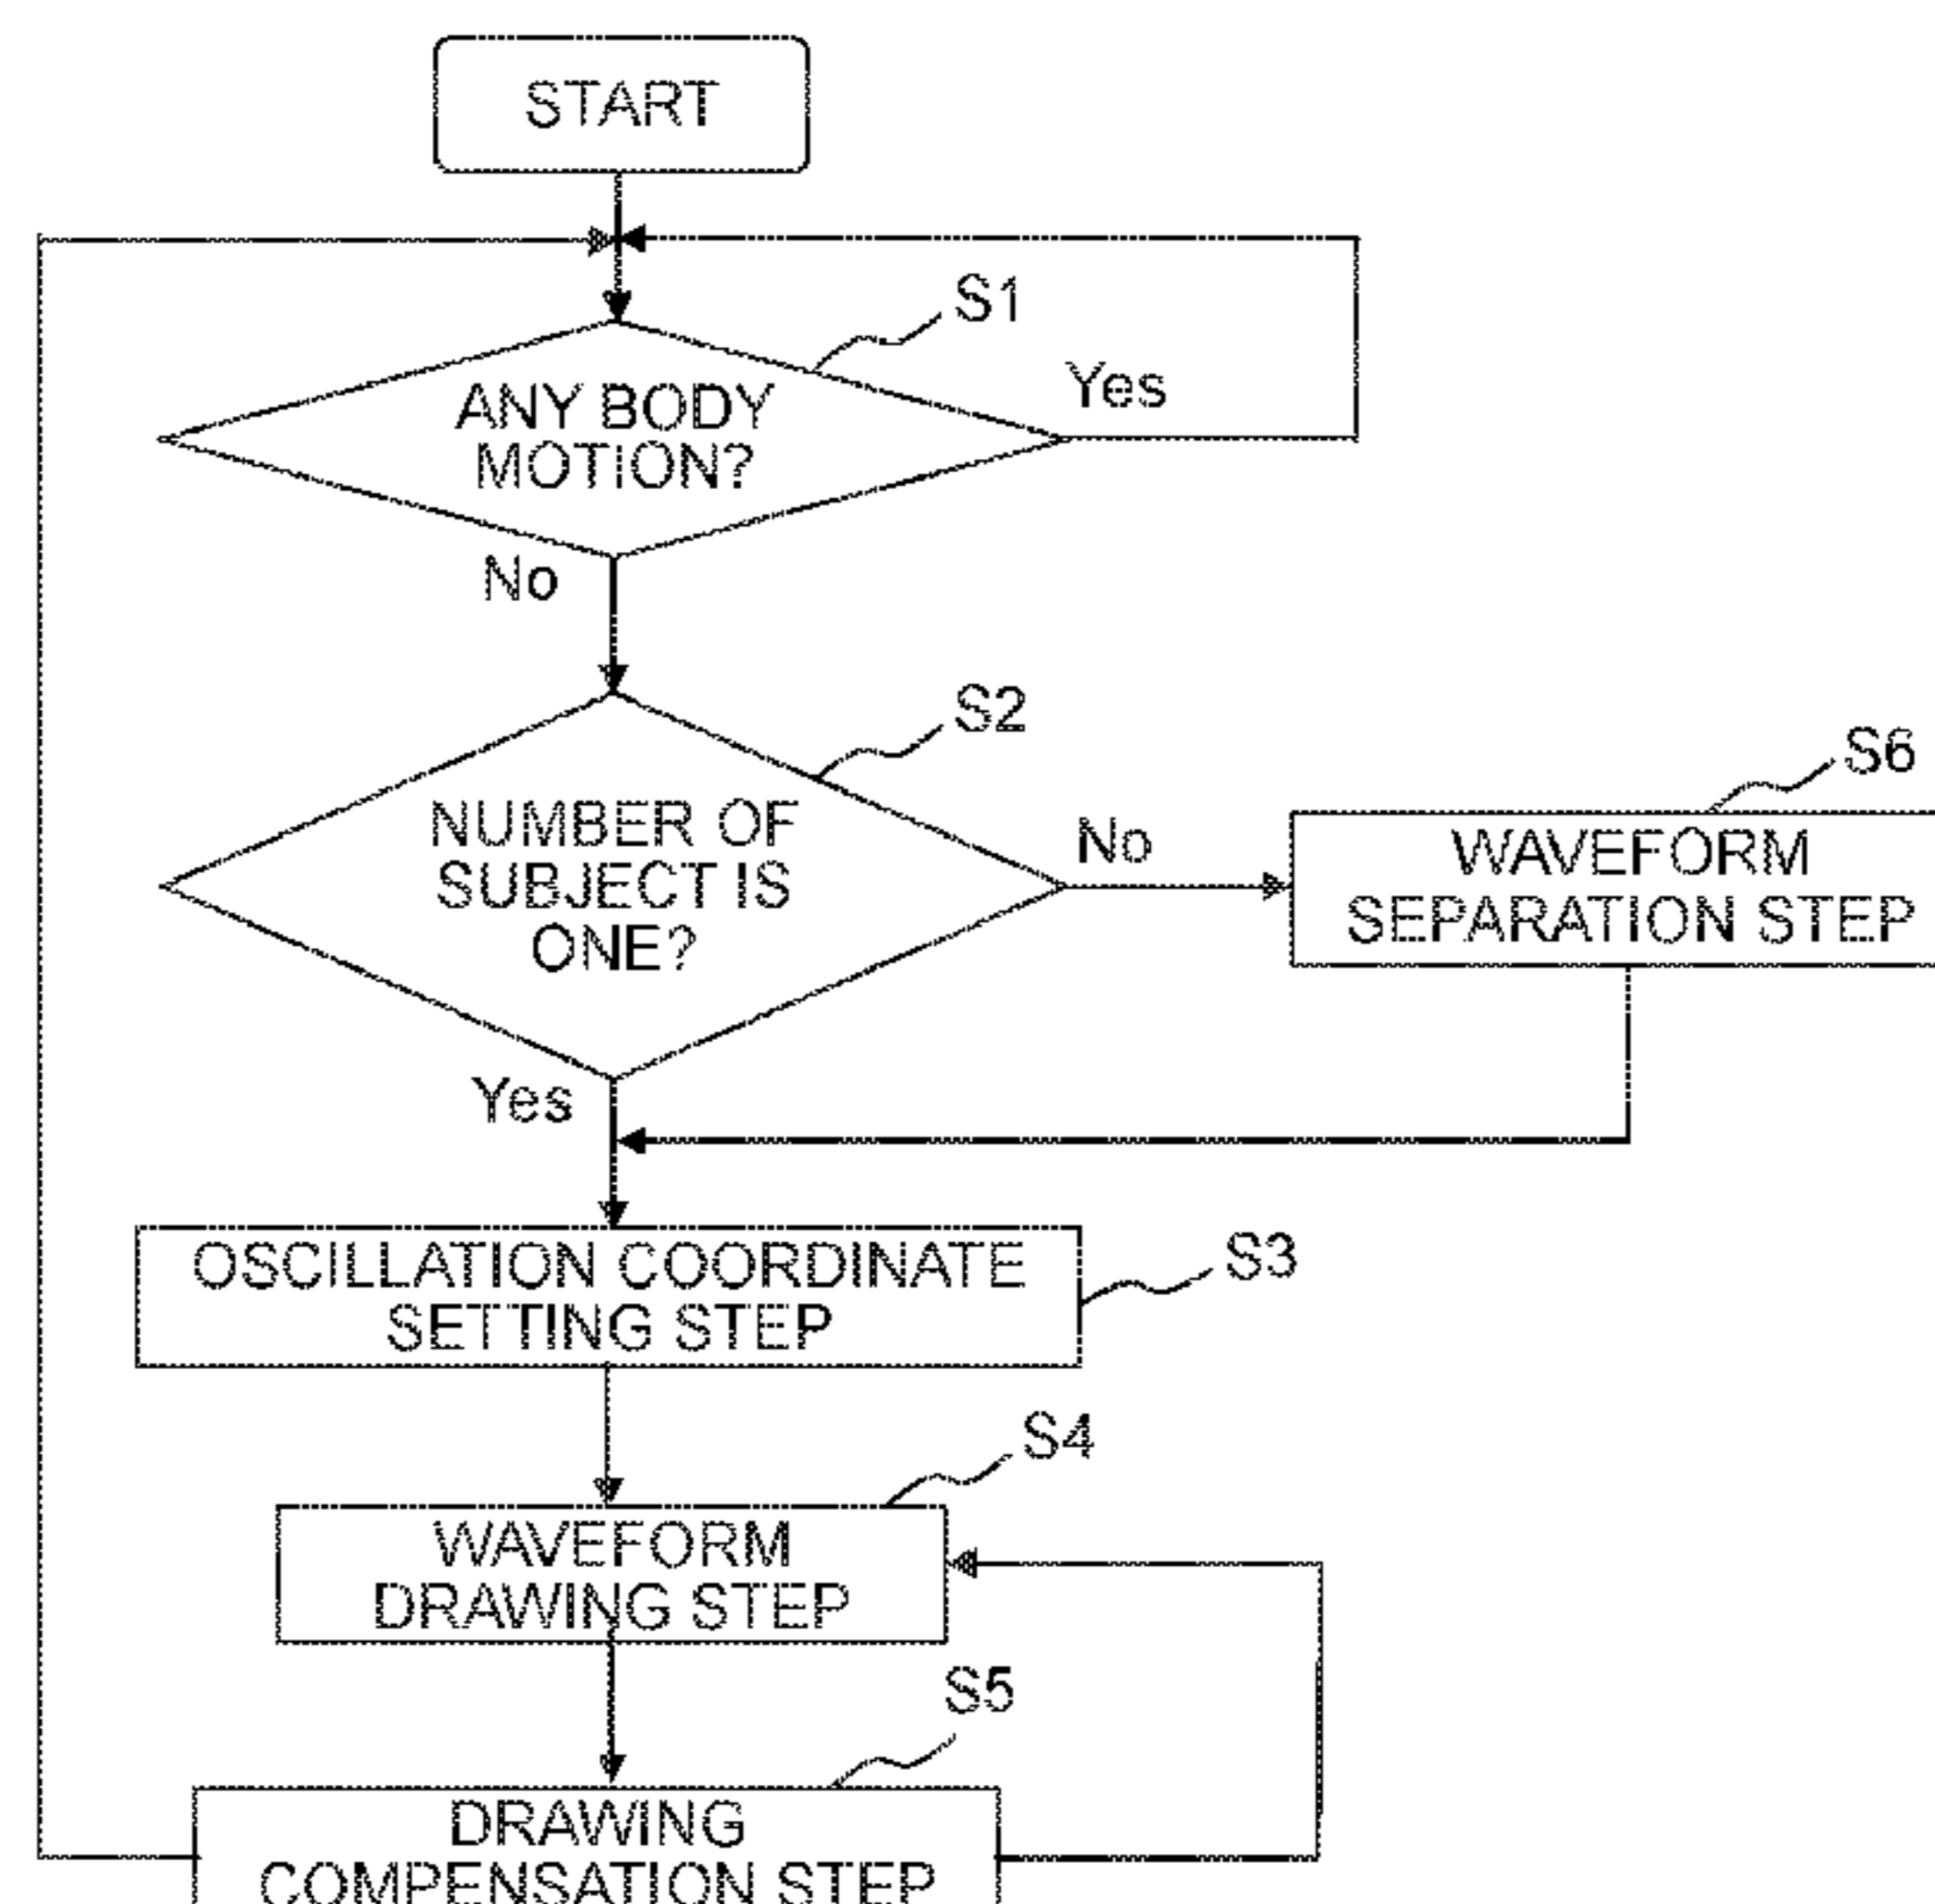 START
S1
ANY BODY
MOTION?
Yes
No
S2
NUMBER OF
SUBJECT IS
ONE?
No
S6
WAVEFORM
SEPARATION STEP
Yes
OSCILLATION COORDINATE
SETTING STEP
S3
S4
WAVEFORM
DRAWING STEP
S5
DRAWING
COMPENSATION STEP